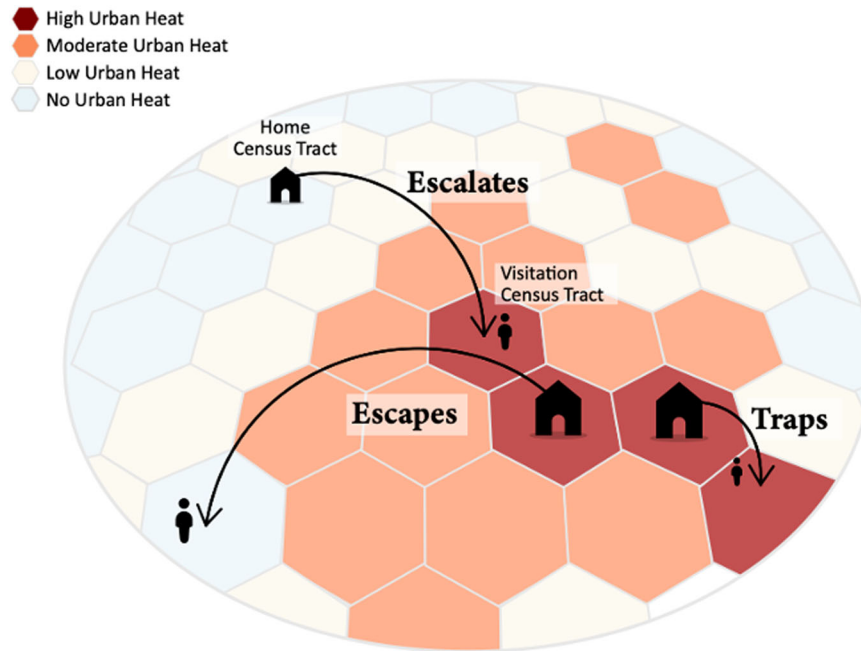 High Urban Heat
Moderate Urban Heat
Low Urban Heat
No Urban Heat
Home
Census Tract
Escalates
Visitation
Census Tract
Escapes
Traps